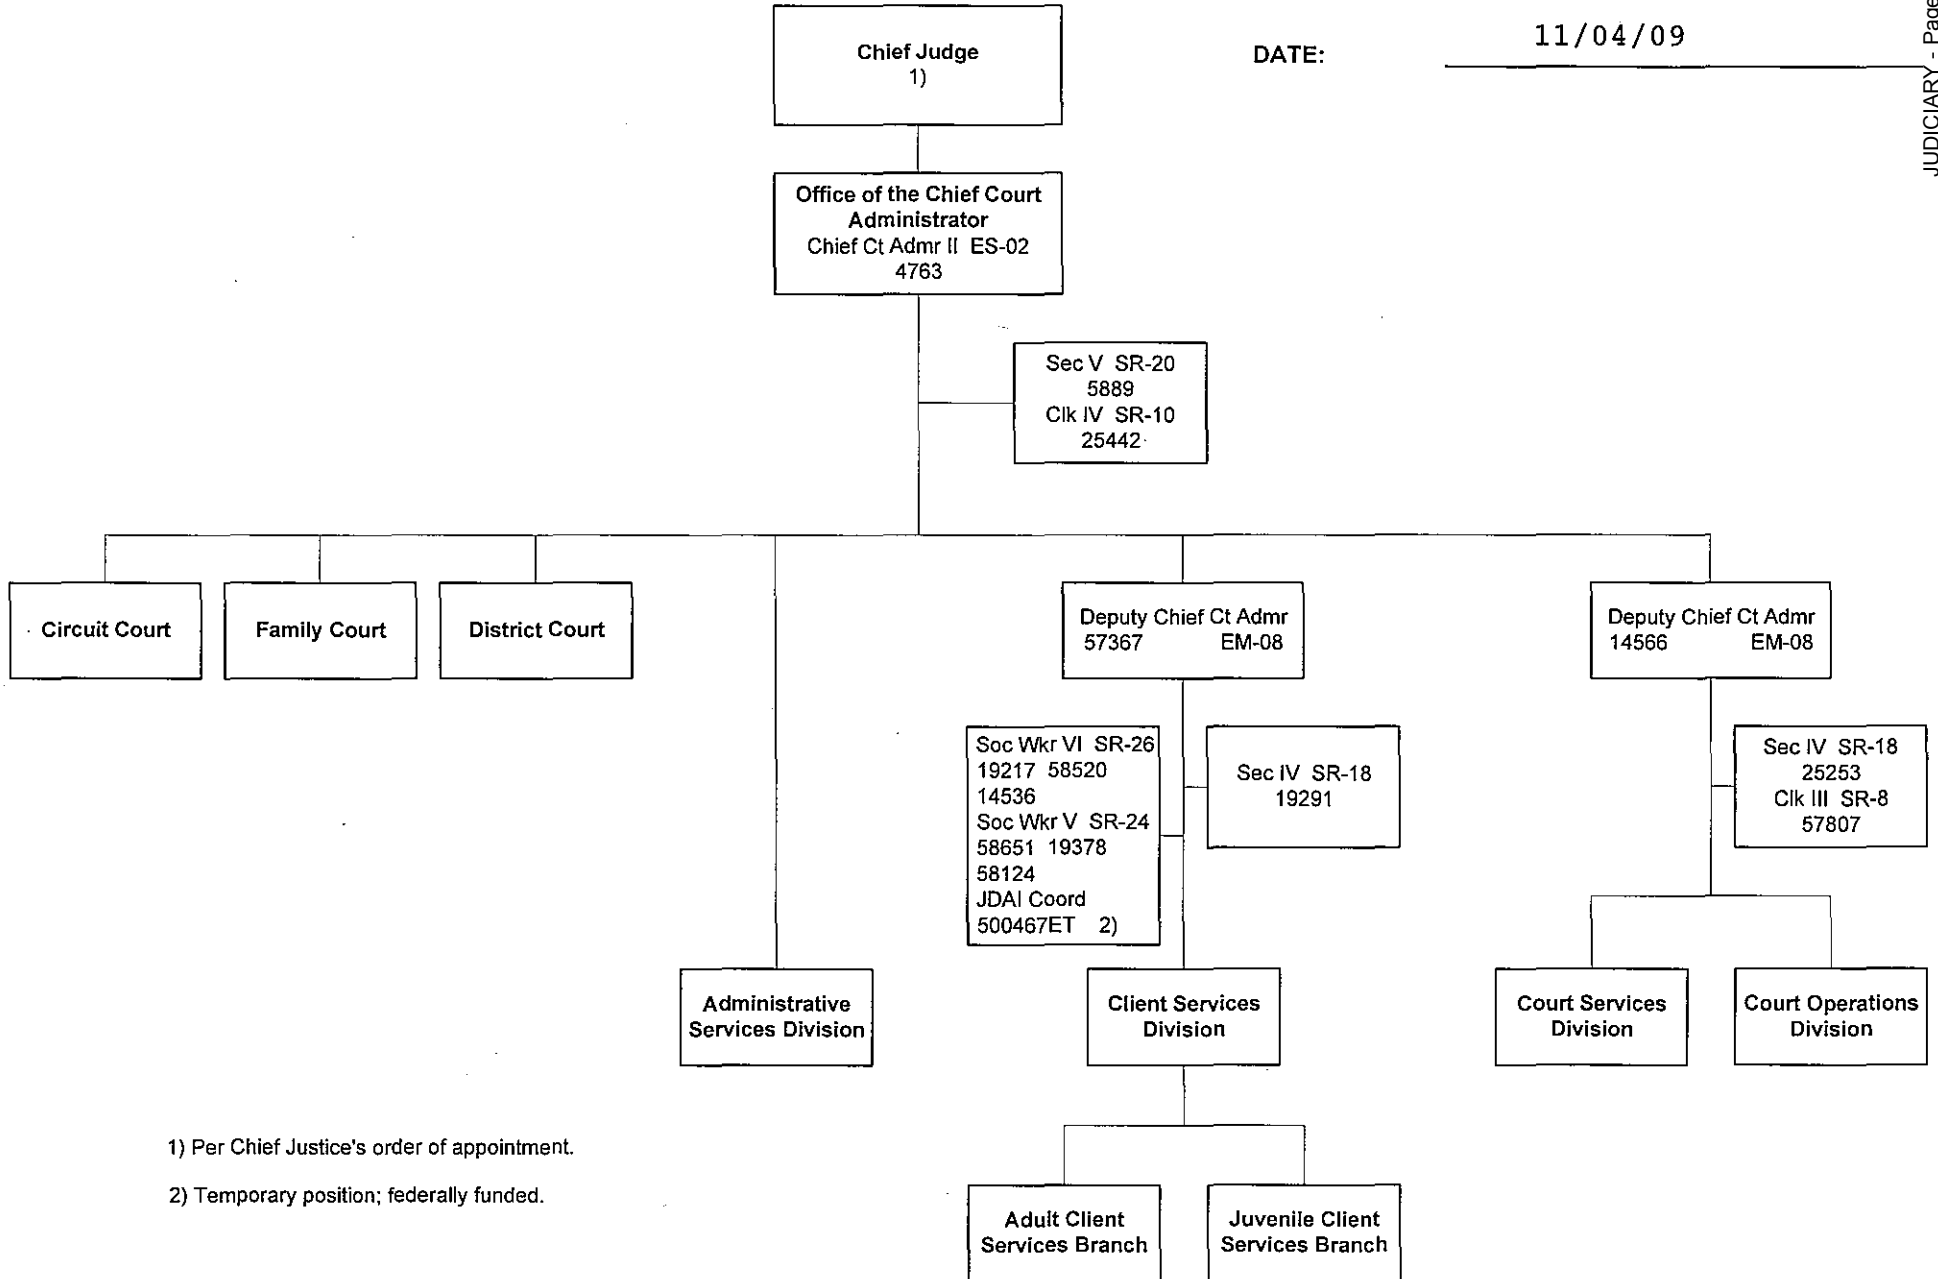 Chief Judge
1)
DATE:
11/04/09
JUDICIARY - Page
Office of the Chief Court
Administrator
Chief Ct Admr II ES-02
4763
Sec V SR-20
5889
Clk IV SR-10
25442
Circuit Court
Family Court
District Court
Deputy Chief Ct Admr
57367 EM-08
Deputy Chief Ct Admr
14566 EM-08
Soc Wkr VI SR-26
19217 58520
14536
Soc Wkr V SR-24
58651 19378
58124
JDAI Coord
500467ET 2)
Sec IV SR-18
19291
Sec IV SR-18
25253
Clk III SR-8
57807
Administrative
Services Division
Client Services
Division
Court Services
Division
Court Operations
Division
Adult Client
Services Branch
Juvenile Client
Services Branch
1) Per Chief Justice's order of appointment.
2) Temporary position; federally funded.